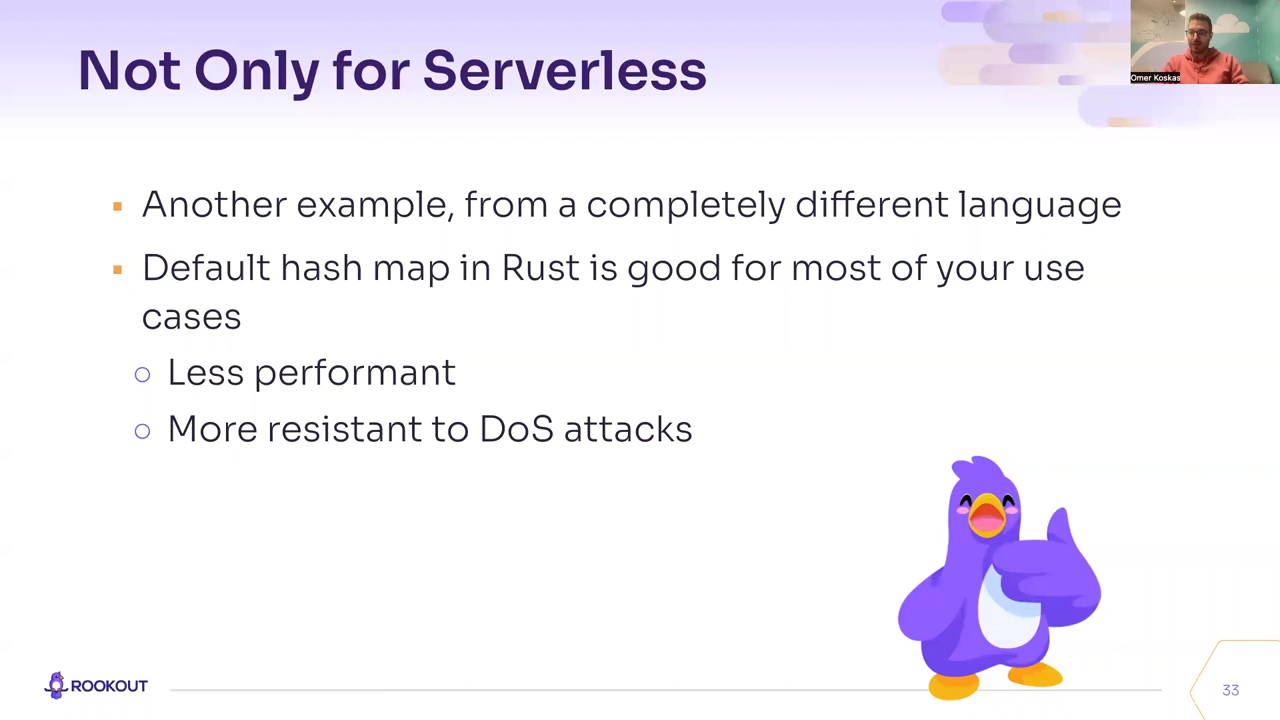 Not Only for Serverless
Omer Koskas
Another example, from a completely different language
Default hash map in Rust is good for most of your use
cases
Less performant
More resistant to DoS attacks
ROOKOUT
33